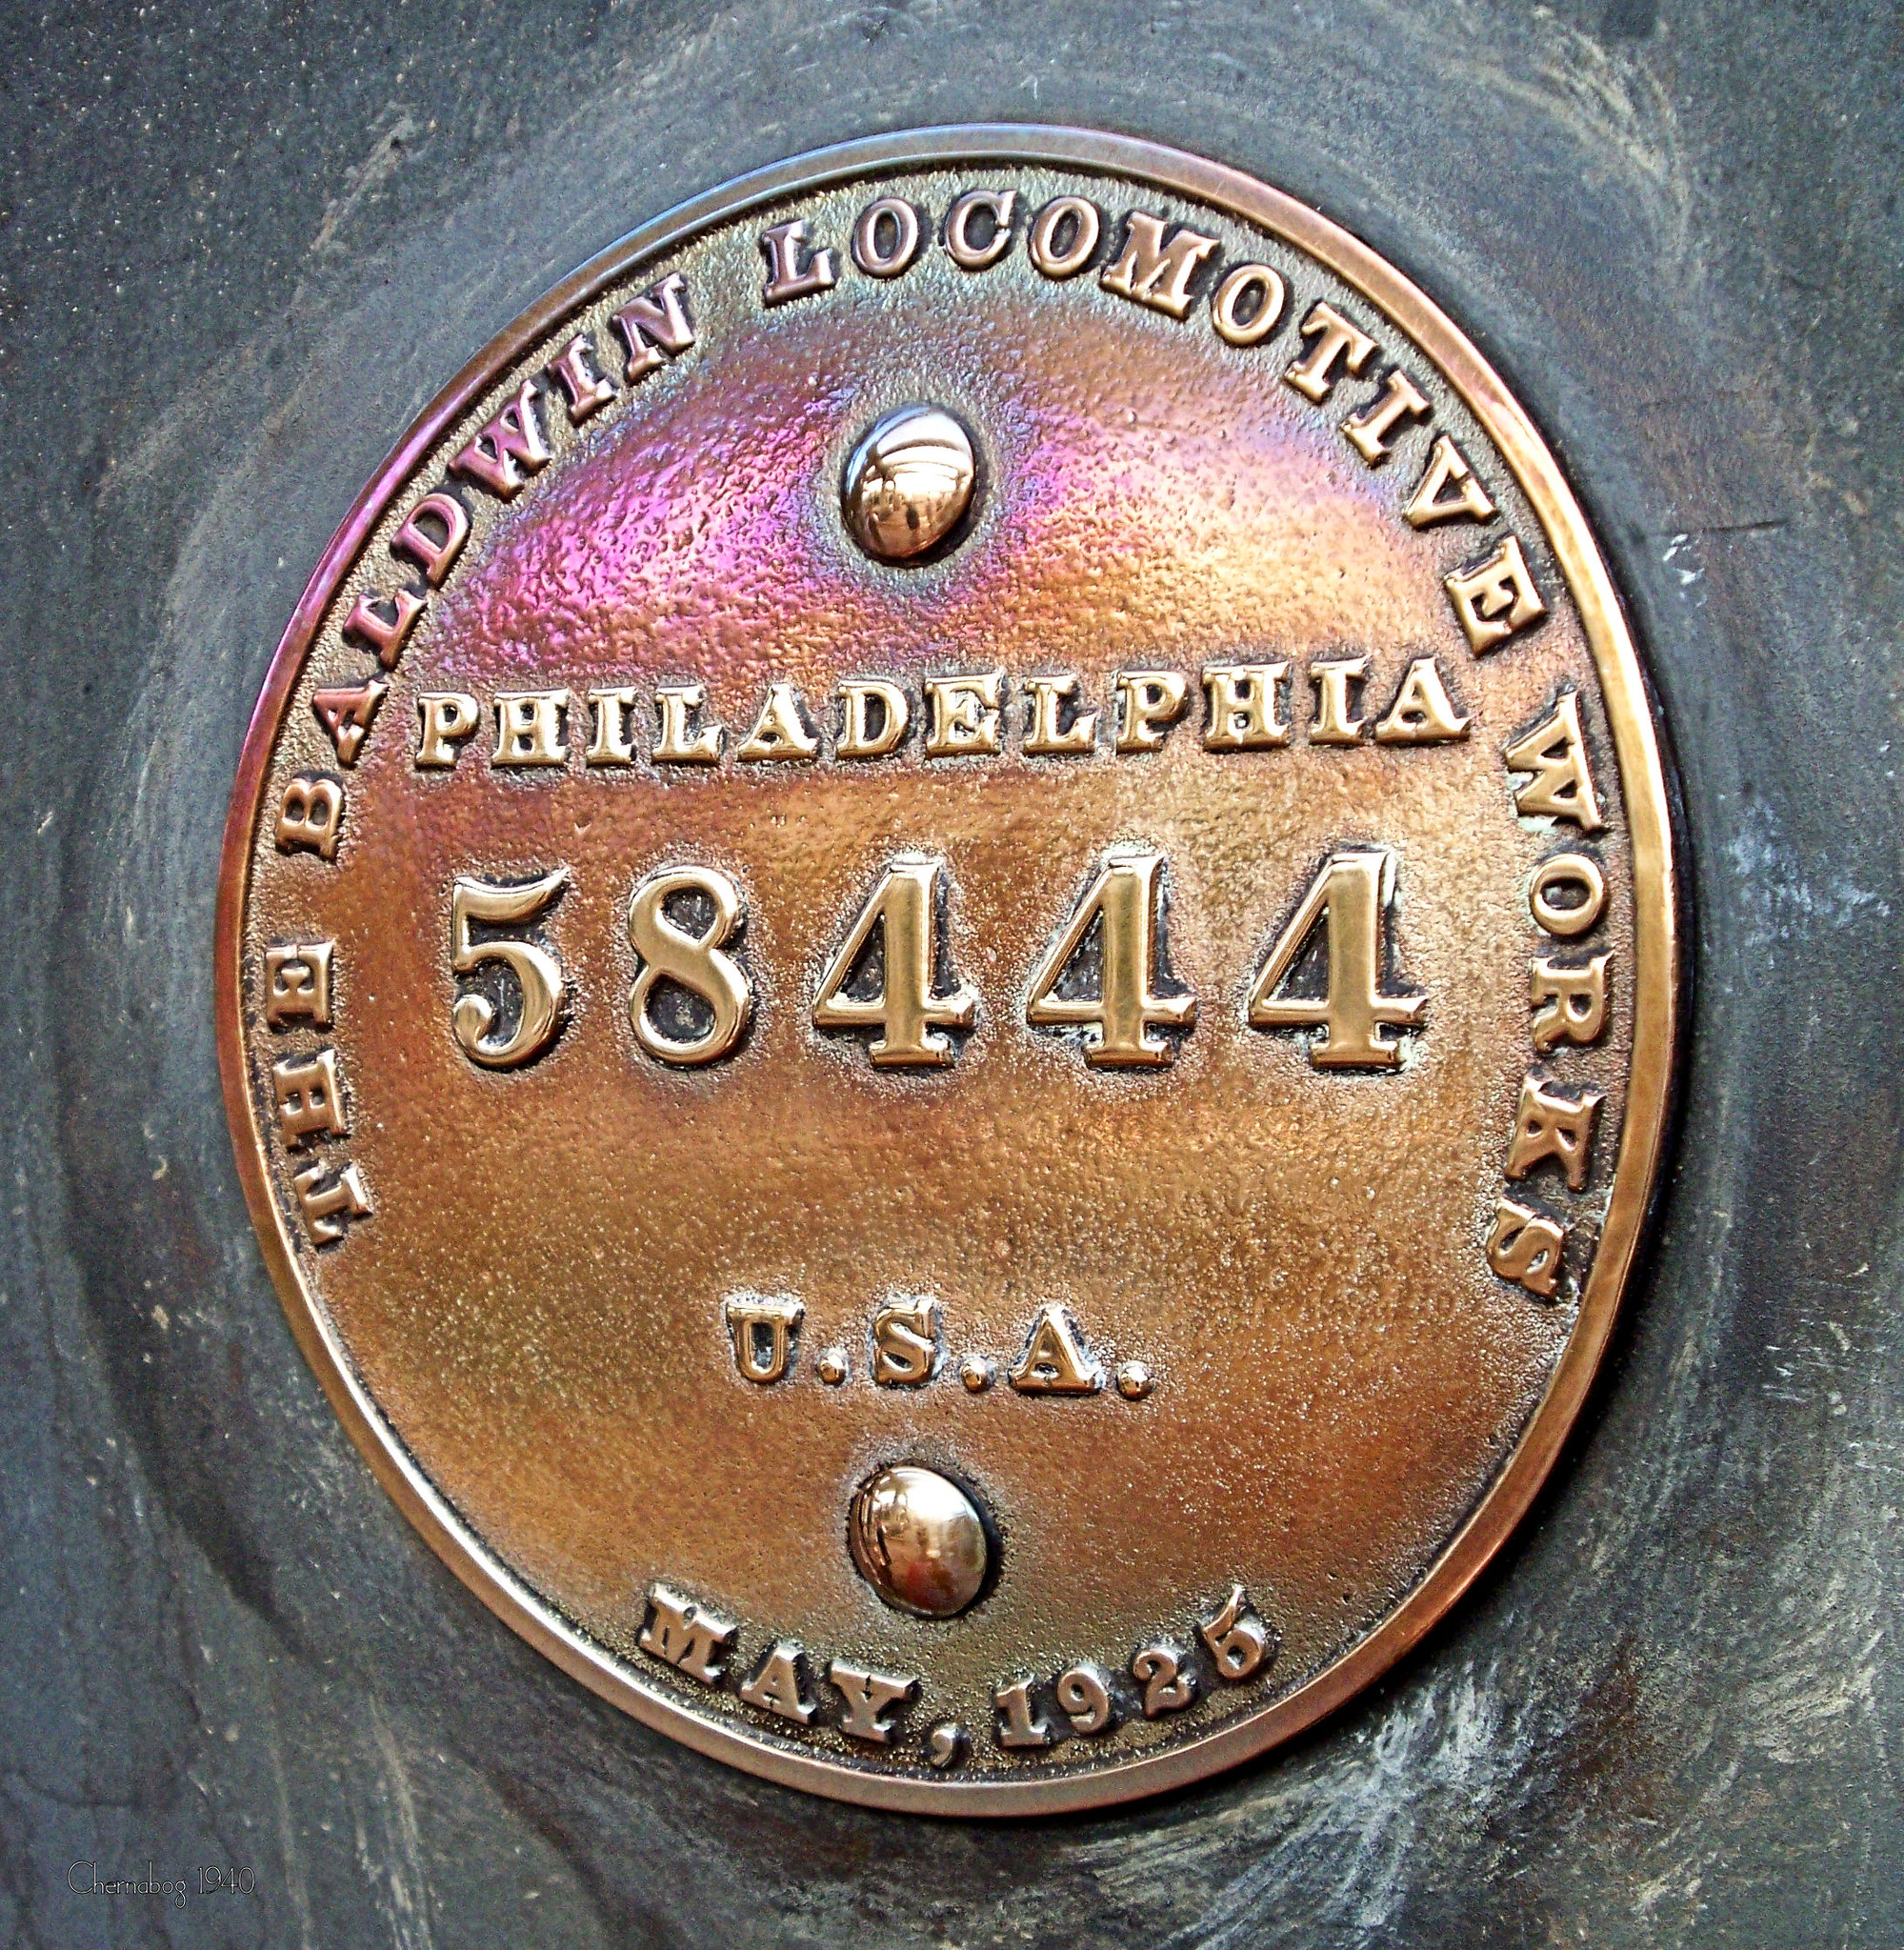 THE BALDWIN LOCOMOTIVE WORKS
PHILADELPHIA
58444
U.S.A.
MAY, 1925
Chernabog 1940